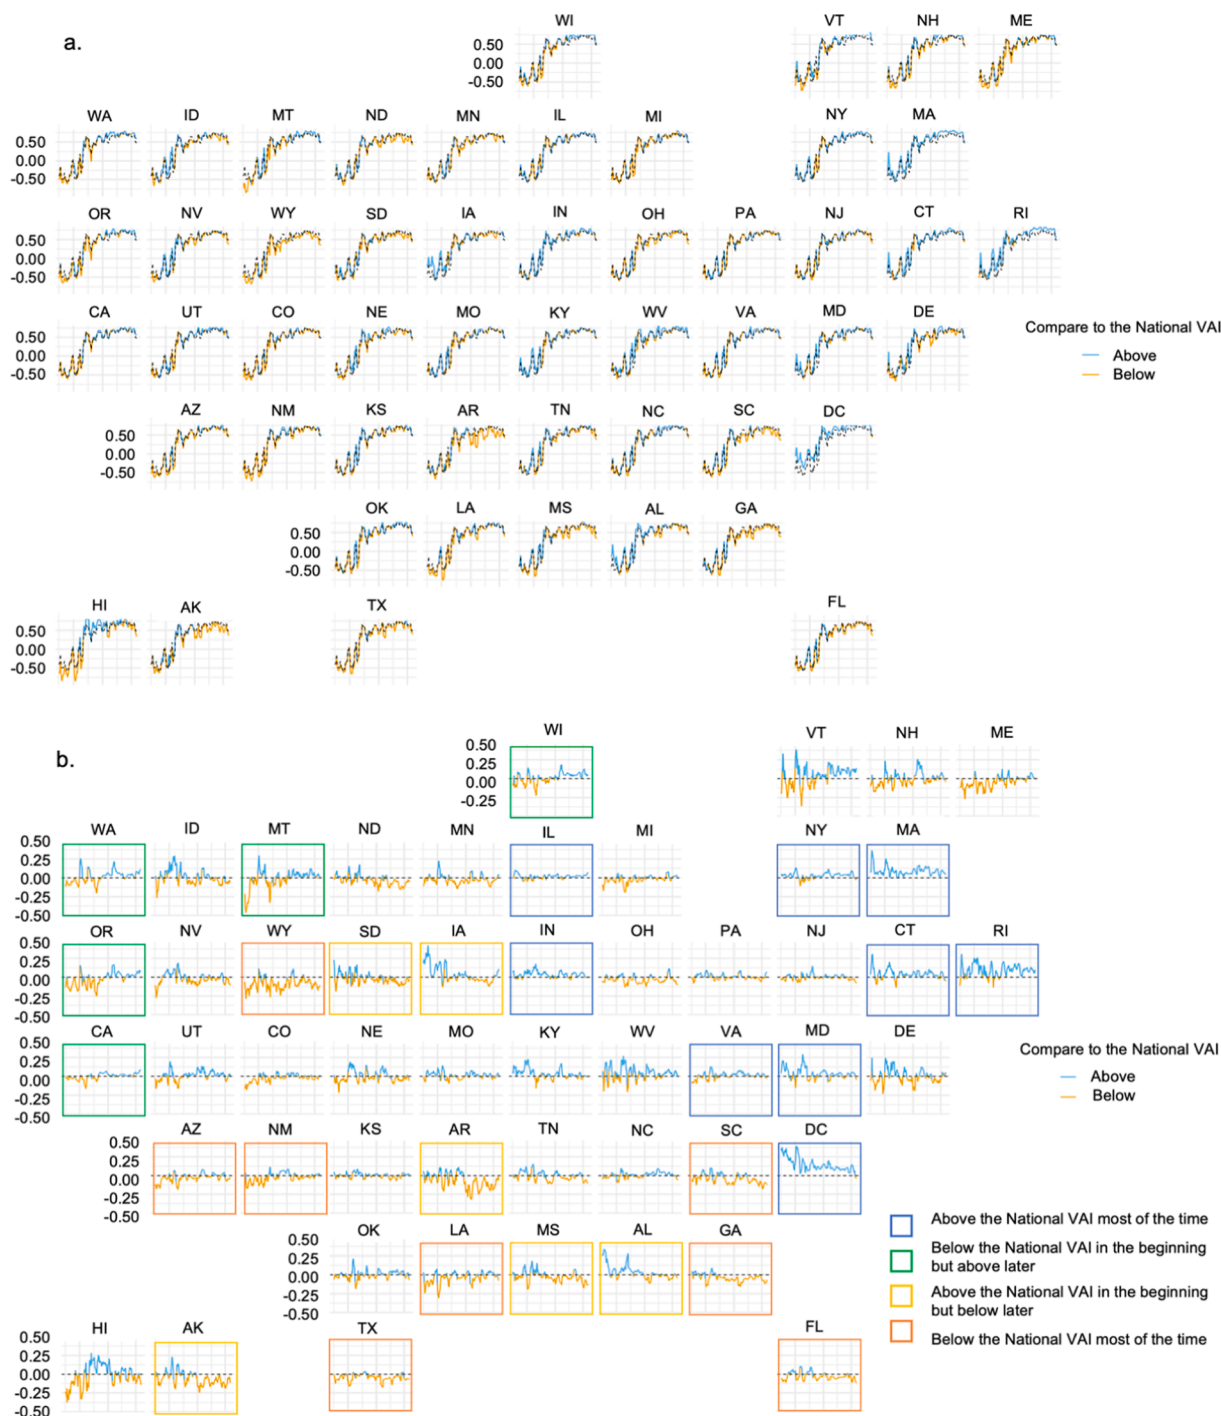 a.
WI VT NH ME
0.50
0.00
-0.50
WA ID MT ND MN IL MI NY MA
0.50
0.00
-0.50
OR NV WY SD IA IN OH PA NJ CT RI
0.50
0.00
-0.50
CA UT CO NE MO KY WV VA MD DE
0.50
0.00
-0.50
Compare to the National VAI
Above
Below
AZ NM KS AR TN NC SC DC
0.50
0.00
-0.50
OK LA MS AL GA
0.50
0.00
-0.50
HI AK TX FL
0.50
0.00
-0.50
b.
WI VT NH ME
0.50
0.25
0.00
-0.25
WA ID MT ND MN IL MI NY MA
0.50
0.25
0.00
-0.25
-0.50
OR NV WY SD IA IN OH PA NJ CT RI
0.50
0.25
0.00
-0.25
-0.50
CA UT CO NE MO KY WV VA MD DE
0.50
0.25
0.00
-0.25
-0.50
Compare to the National VAI
Above
Below
AZ NM KS AR TN NC SC DC
0.50
0.25
0.00
-0.25
-0.50
OK LA MS AL GA
0.50
0.25
0.00
-0.25
-0.50
Above the National VAI most of the time
Below the National VAI in the beginning
but above later
Above the National VAI in the beginning
but below later
Below the National VAI most of the time
HI AK TX FL
0.50
0.25
0.00
-0.25
-0.50